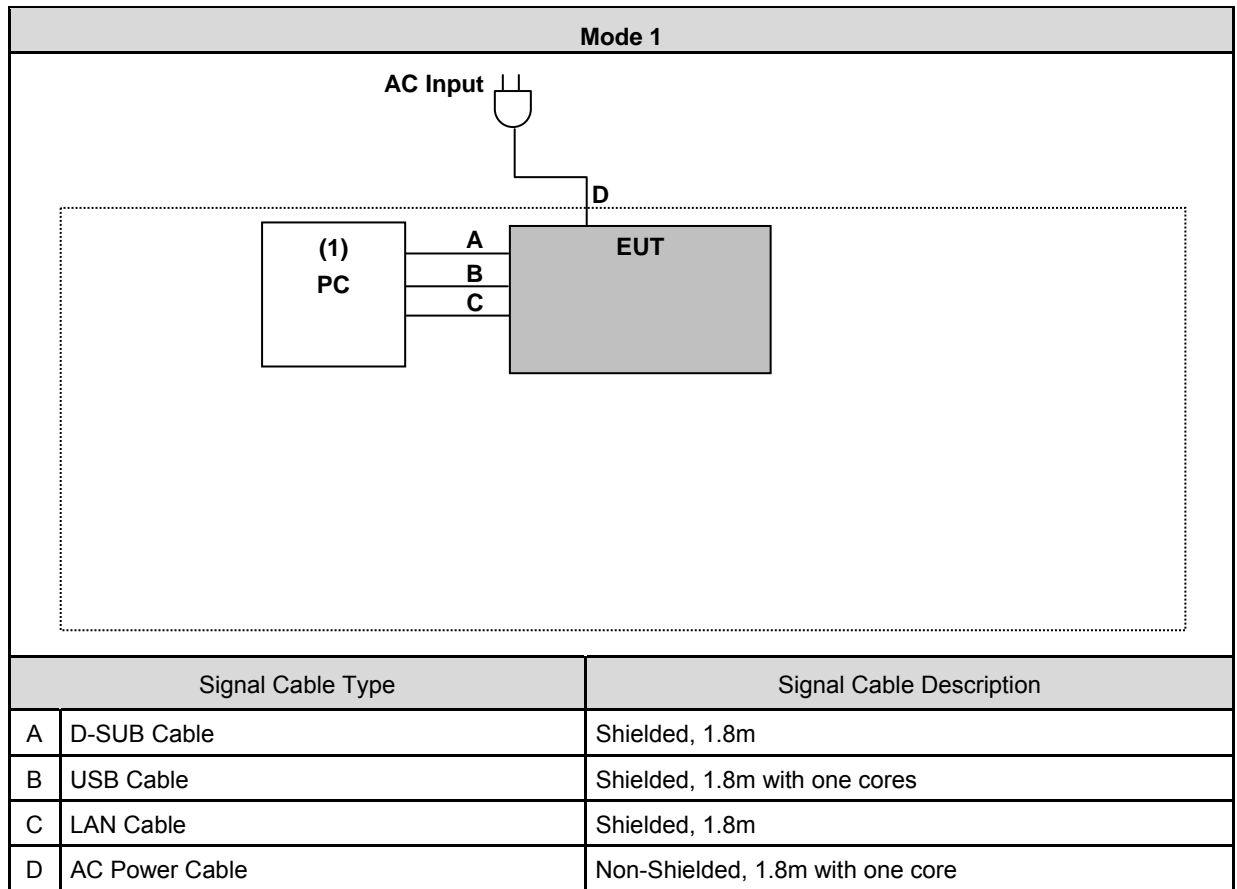 Mode 1
AC Input
D
(1)
PC
A
B
C
EUT
Signal Cable Type Signal Cable Description
A D-SUB Cable Shielded, 1.8m
B USB Cable Shielded, 1.8m with one cores
C LAN Cable Shielded, 1.8m
D AC Power Cable Non-Shielded, 1.8m with one core